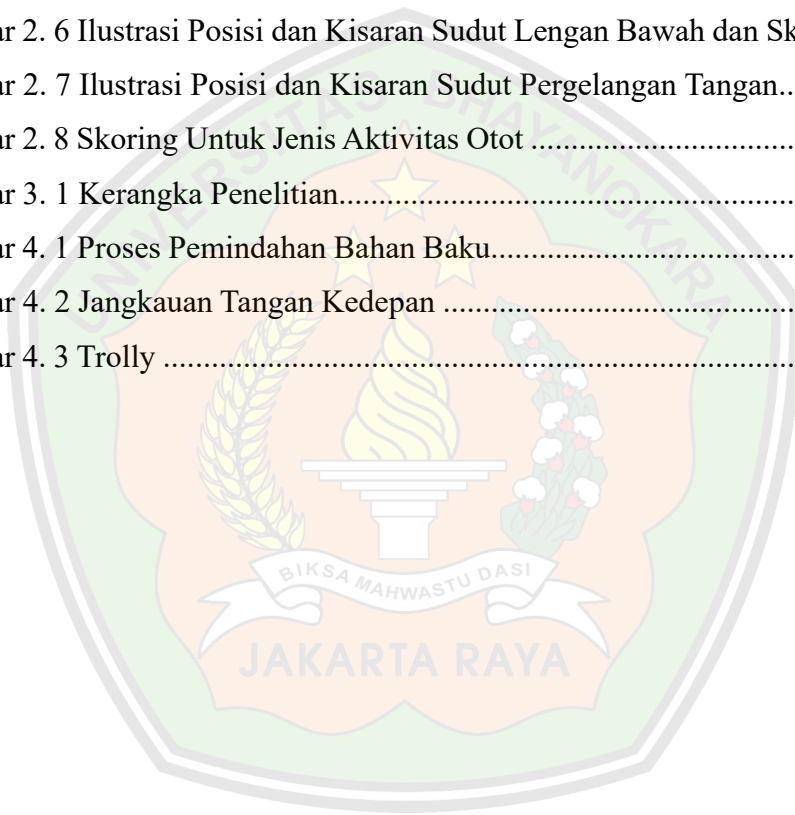 ar 2. 6 Ilustrasi Posisi dan Kisaran Sudut Lengan Bawah dan Sk
ar 2. 7 Ilustrasi Posisi dan Kisaran Sudut Pergelangan Tangan..
ar 2. 8 Skoring Untuk Jenis Aktivitas Otot .................................
ar 3. 1 Kerangka Penelitian.........................................................
ar 4. 1 Proses Pemindahan Bahan Baku......................................
ar 4. 2 Jangkauan Tangan Kedepan ............................................
ar 4. 3 Trolly ...............................................................................
UNIVERSITAS BHAYANGKARA
BIKSA MAHWASTU DASI
JAKARTA RAYA